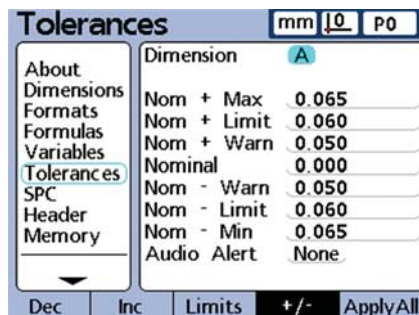 Tolerances
mm 0 P0
About
Dimensions
Formats
Formulas
Variables
Tolerances
SPC
Header
Memory
Dimension A
Nom + Max 0.065
Nom + Limit 0.060
Nom + Warn 0.050
Nominal 0.000
Nom - Warn 0.050
Nom - Limit 0.060
Nom - Min 0.065
Audio Alert None
Dec Inc Limits +/- ApplyAll